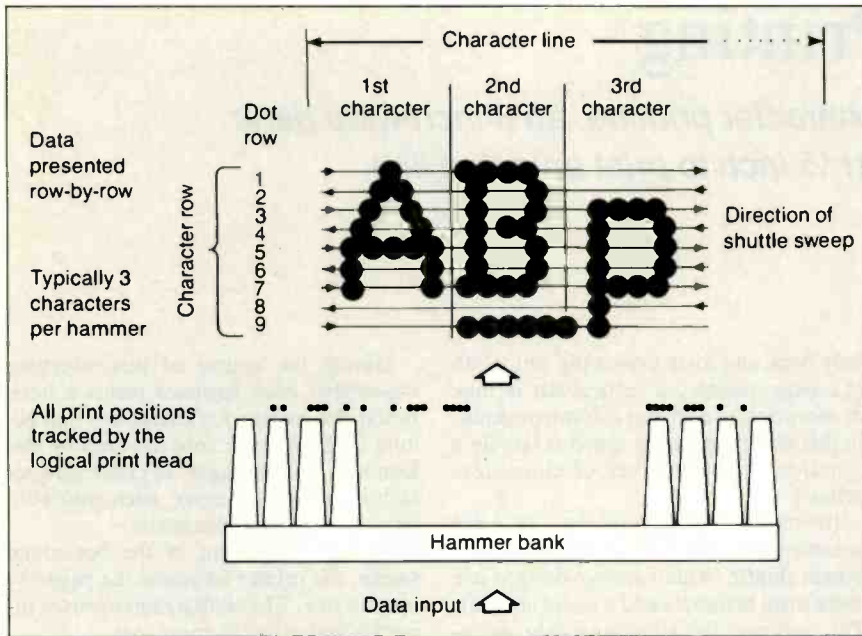 Character line
1st character
2nd character
3rd character
Dot row
Data presented row-by-row
Character row
1
2
3
4
5
6
7
8
9
ABp
Direction of shuttle sweep
Typically 3 characters per hammer
All print positions tracked by the logical print head
Hammer bank
Data input